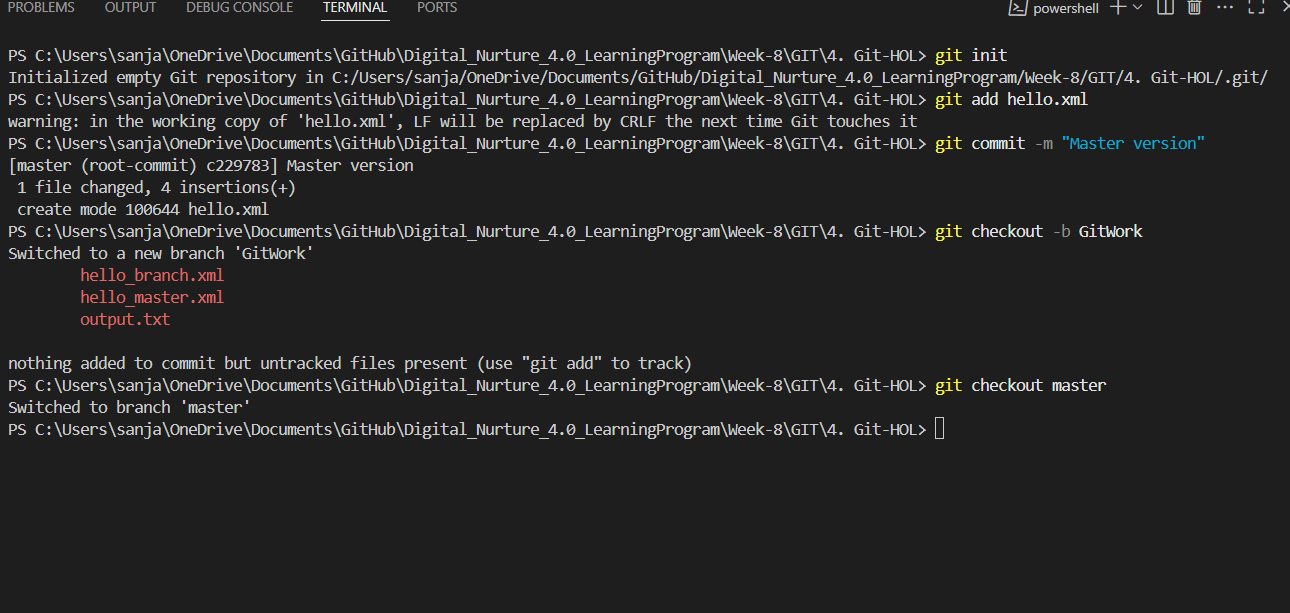 PROBLEMS OUTPUT DEBUG CONSOLE TERMINAL PORTS powershell
PS C:\Users\sanja\OneDrive\Documents\GitHub\Digital_Nurture_4.0_LearningProgram\Week-8\GIT\4. Git-HOL> git init
Initialized empty Git repository in C:/Users/sanja/OneDrive/Documents/GitHub/Digital_Nurture_4.0_LearningProgram/Week-8/GIT/4. Git-HOL/.git/
PS C:\Users\sanja\OneDrive\Documents\GitHub\Digital_Nurture_4.0_LearningProgram\Week-8\GIT\4. Git-HOL> git add hello.xml
warning: in the working copy of 'hello.xml', LF will be replaced by CRLF the next time Git touches it
PS C:\Users\sanja\OneDrive\Documents\GitHub\Digital_Nurture_4.0_LearningProgram\Week-8\GIT\4. Git-HOL> git commit -m "Master version"
[master (root-commit) c229783] Master version
 1 file changed, 4 insertions(+)
 create mode 100644 hello.xml
PS C:\Users\sanja\OneDrive\Documents\GitHub\Digital_Nurture_4.0_LearningProgram\Week-8\GIT\4. Git-HOL> git checkout -b GitWork
Switched to a new branch 'GitWork'
hello_branch.xml
hello_master.xml
output.txt
nothing added to commit but untracked files present (use "git add" to track)
PS C:\Users\sanja\OneDrive\Documents\GitHub\Digital_Nurture_4.0_LearningProgram\Week-8\GIT\4. Git-HOL> git checkout master
Switched to branch 'master'
PS C:\Users\sanja\OneDrive\Documents\GitHub\Digital_Nurture_4.0_LearningProgram\Week-8\GIT\4. Git-HOL>